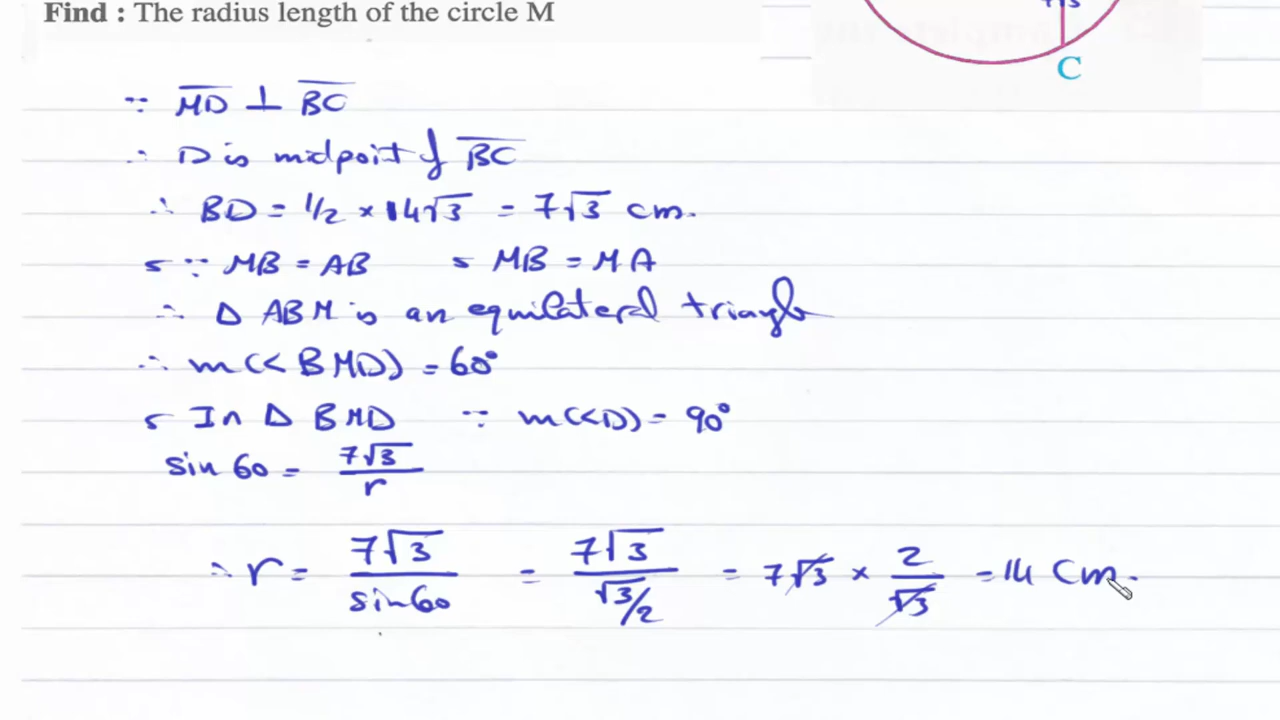 Find : The radius length of the circle M
C
∵ MD ⊥ BC
∴ D is midpoit of BC
∴ BD = 1/2 × 14√3 = 7√3 cm.
, ∵ MB = AB , MB = MA
∴ Δ ABM is an equilateral triangle
∴ m(< BMD) = 60°
, In Δ BMD ∵ m(<D) = 90°
sin 60 = 7√3 / r
∴ r = 7√3 / sin 60 = 7√3 / √3/2 = 7√3 × 2/√3 = 14 Cm.